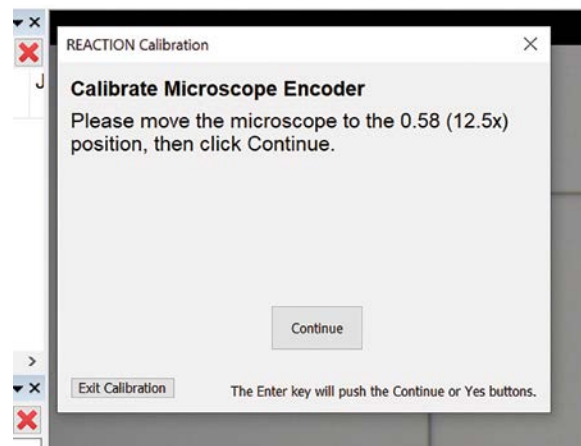 REACTION Calibration
J
Calibrate Microscope Encoder
Please move the microscope to the 0.58 (12.5x)
position, then click Continue.
Continue
Exit Calibration
The Enter key will push the Continue or Yes buttons.